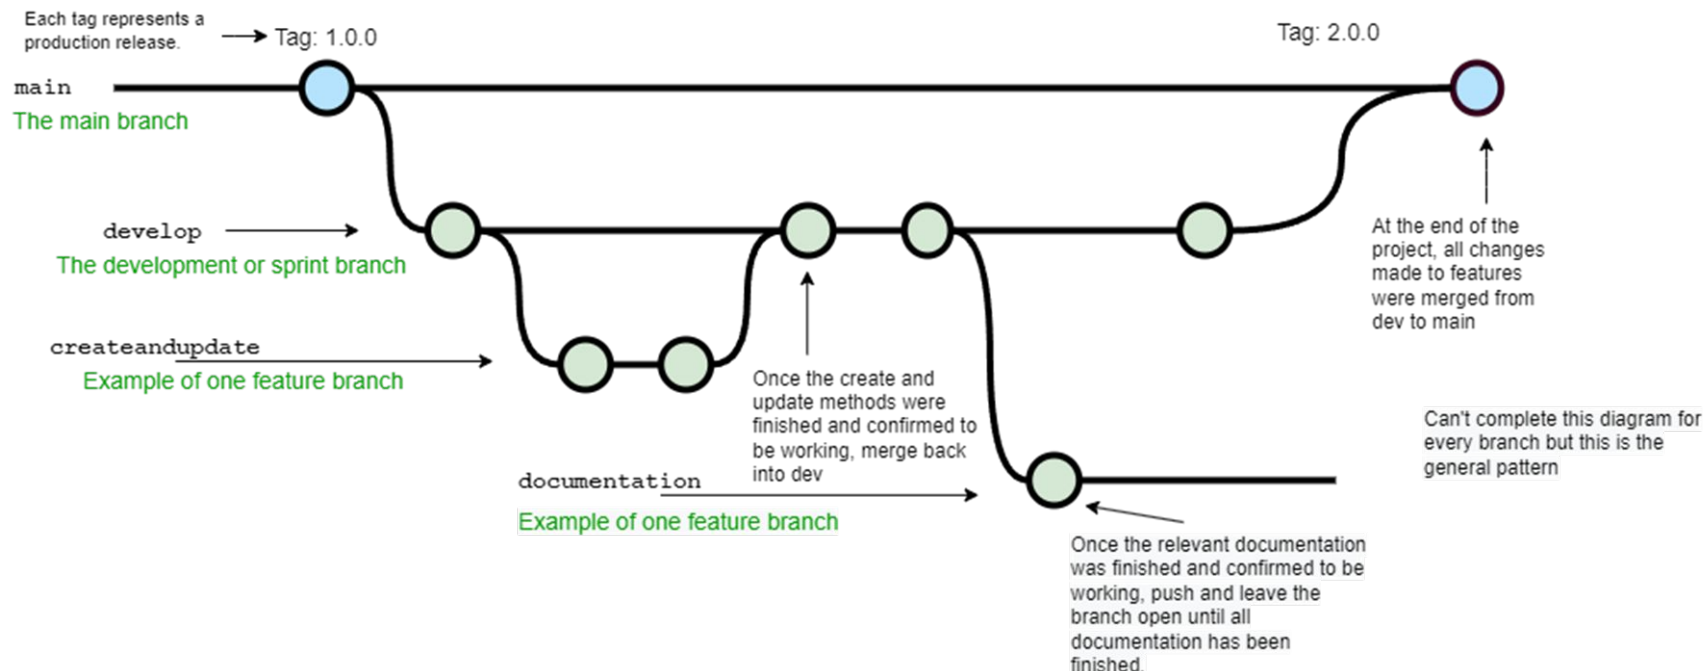 Each tag represents a
production release.
Tag: 1.0.0
Tag: 2.0.0
main
The main branch
develop
The development or sprint branch
At the end of the
project, all changes
made to features
were merged from
dev to main
createandupdate
Example of one feature branch
Once the create and
update methods were
finished and confirmed to
be working, merge back
into dev
Can't complete this diagram for
every branch but this is the
general pattern
documentation
Example of one feature branch
Once the relevant documentation
was finished and confirmed to be
working, push and leave the
branch open until all
documentation has been
finished.